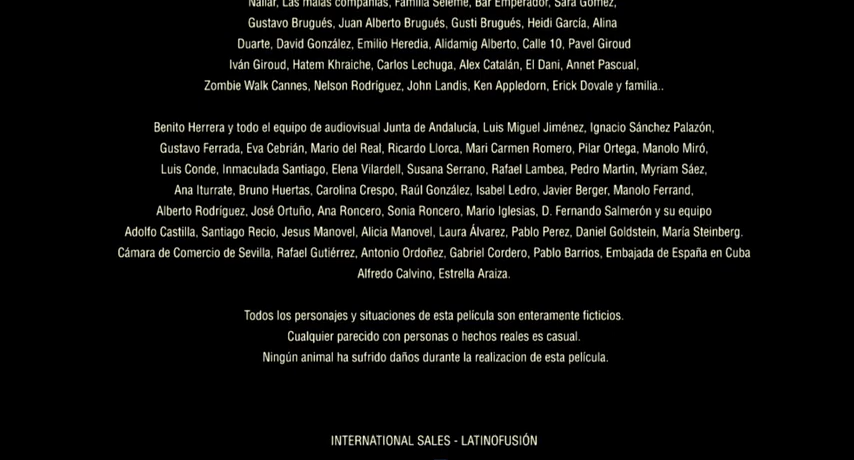 Nallar, Las malas compañías, Familia Seleme, Bar Emperador, Sara Gómez,
Gustavo Brugués, Juan Alberto Brugués, Gusti Brugués, Heidi García, Alina
Duarte, David González, Emilio Heredia, Alidamig Alberto, Calle 10, Pavel Giroud
Iván Giroud, Hatem Khraiche, Carlos Lechuga, Alex Catalán, El Dani, Annet Pascual,
Zombie Walk Cannes, Nelson Rodríguez, John Landis, Ken Appledorn, Erick Dovale y familia..
Benito Herrera y todo el equipo de audiovisual Junta de Andalucía, Luis Miguel Jiménez, Ignacio Sánchez Palazón,
Gustavo Ferrada, Eva Cebrián, Mario del Real, Ricardo Llorca, Mari Carmen Romero, Pilar Ortega, Manolo Miró,
Luis Conde, Inmaculada Santiago, Elena Vilardell, Susana Serrano, Rafael Lambea, Pedro Martin, Myriam Sáez,
Ana Iturrate, Bruno Huertas, Carolina Crespo, Raúl González, Isabel Ledro, Javier Berger, Manolo Ferrand,
Alberto Rodríguez, José Ortuño, Ana Roncero, Sonia Roncero, Mario Iglesias, D. Fernando Salmerón y su equipo
Adolfo Castilla, Santiago Recio, Jesus Manovel, Alicia Manovel, Laura Álvarez, Pablo Perez, Daniel Goldstein, María Steinberg.
Cámara de Comercio de Sevilla, Rafael Gutiérrez, Antonio Ordoñez, Gabriel Cordero, Pablo Barrios, Embajada de España en Cuba
Alfredo Calvino, Estrella Araiza.
Todos los personajes y situaciones de esta película son enteramente ficticios.
Cualquier parecido con personas o hechos reales es casual.
Ningún animal ha sufrido daños durante la realizacion de esta película.
INTERNATIONAL SALES - LATINOFUSIÓN